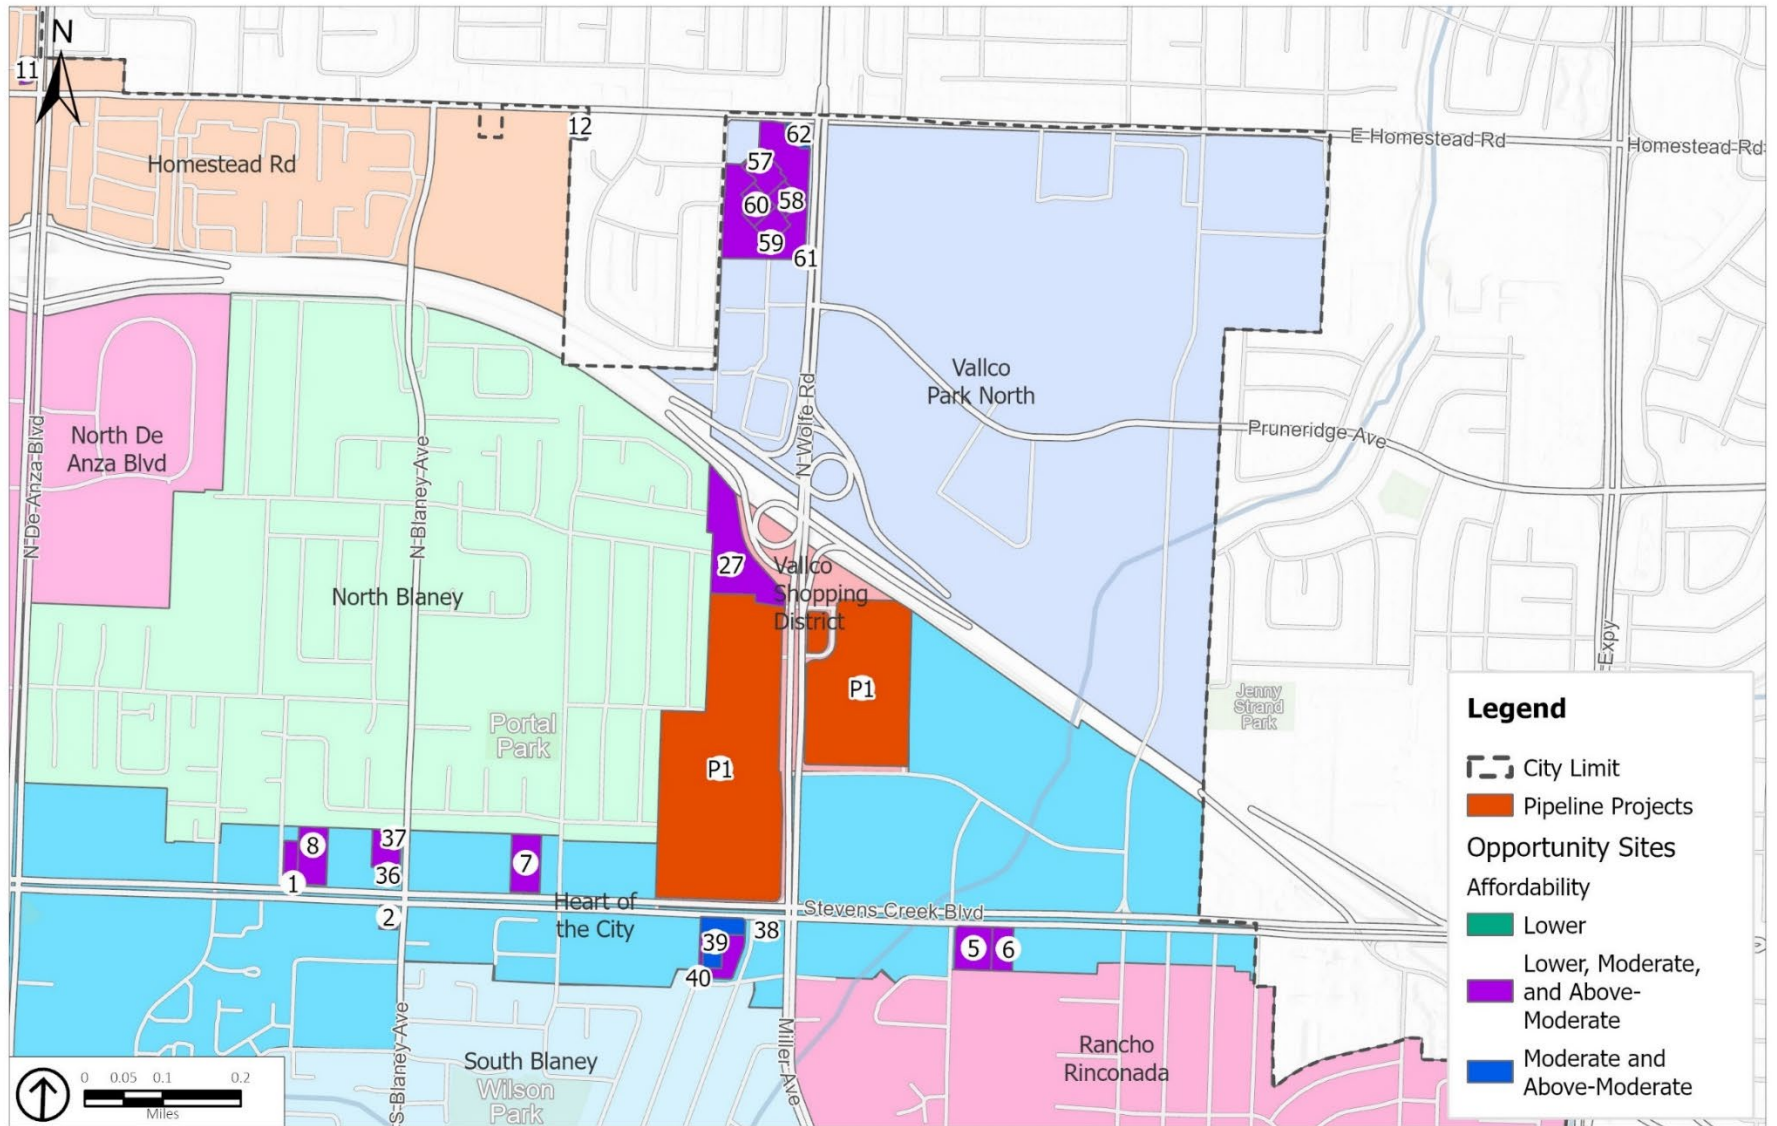 N
11
12
62
E Homestead Rd
Homestead Rd
Homestead Rd
57
58
60
59
61
Vallco
Park North
N Wolfe Rd
Pruneridge Ave
North De
Anza Blvd
N De Anza Blvd
N Blaney Ave
27
Vallco
Shopping
District
North Blaney
Expy
P1
P1
Jenny
Strand
Park
Portal
Park
8
37
7
1
36
2
Heart of
the City
Stevens Creek Blvd
38
39
40
5
6
S Blaney Ave
Miller Ave
South Blaney
Wilson
Park
Rancho
Rinconada
0 0.05 0.1 0.2
Miles
Legend
City Limit
Pipeline Projects
Opportunity Sites
Affordability
Lower
Lower, Moderate,
and Above-
Moderate
Moderate and
Above-Moderate